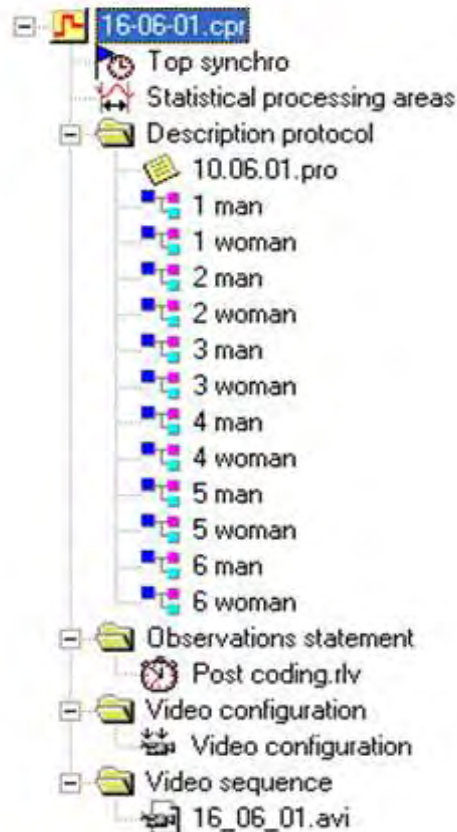 16-06-01.cpr
Top synchro
Statistical processing areas
Description protocol
10.06.01.pro
1 man
1 woman
2 man
2 woman
3 man
3 woman
4 man
4 woman
5 man
5 woman
6 man
6 woman
Observations statement
Post coding.rlv
Video configuration
Video configuration
Video sequence
16_06_01.avi